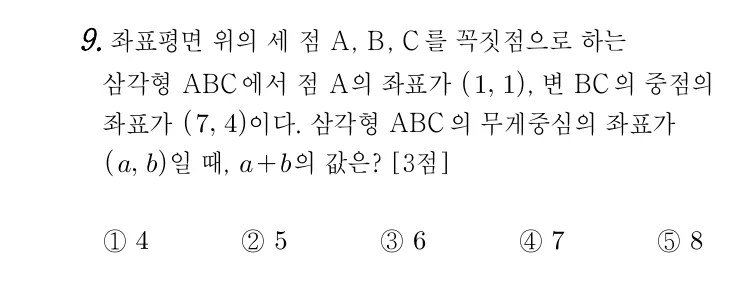 9. 좌표평면 위의 세 점 A, B, C를 꼭짓점으로 하는
삼각형 ABC에서 점 A의 좌표가 (1, 1), 변 BC의 중점의
좌표가 (7, 4)이다. 삼각형 ABC의 무게중심의 좌표가
(a, b)일 때, a+b의 값은? [3점]
① 4 ② 5 ③ 6 ④ 7 ⑤ 8